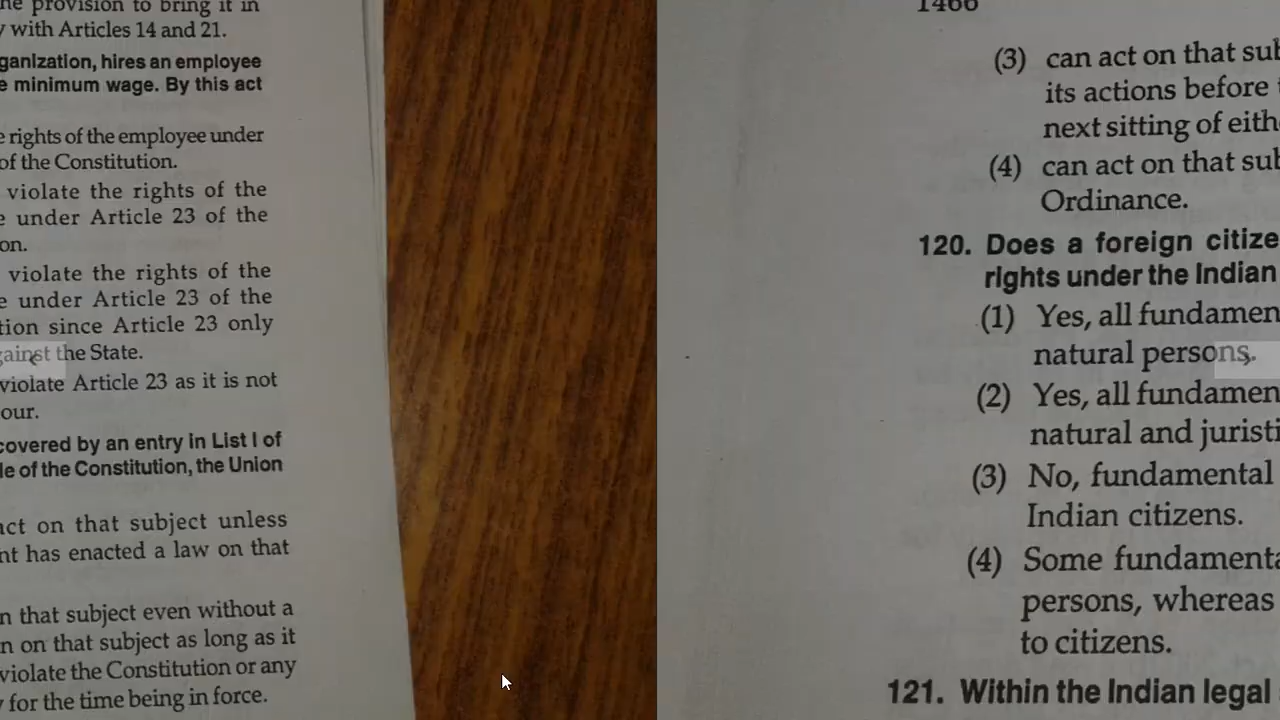 he provision to bring it in
y with Articles 14 and 21.
ganization, hires an employee
e minimum wage. By this act
e rights of the employee under
of the Constitution.
violate the rights of the
e under Article 23 of the
on.
violate the rights of the
e under Article 23 of the
tion since Article 23 only
gainst the State.
violate Article 23 as it is not
our.
covered by an entry in List I of
le of the Constitution, the Union
act on that subject unless
nt has enacted a law on that
n that subject even without a
n on that subject as long as it
violate the Constitution or any
y for the time being in force.
1466
(3) can act on that sub
its actions before t
next sitting of eith
(4) can act on that sub
Ordinance.
120. Does a foreign citize
rights under the Indian
(1) Yes, all fundamen
natural persons.
(2) Yes, all fundamen
natural and juristi
(3) No, fundamental
Indian citizens.
(4) Some fundamenta
persons, whereas
to citizens.
121. Within the Indian legal